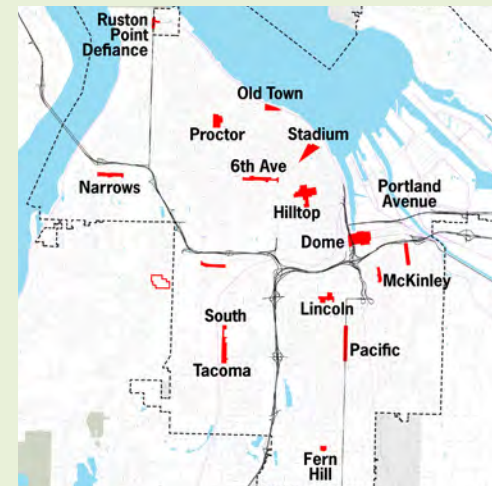 Ruston
Point
Defiance
Old Town
Proctor
Stadium
6th Ave
Narrows
Portland
Avenue
Hilltop
Dome
McKinley
Lincoln
South
Tacoma
Pacific
Fern
Hill